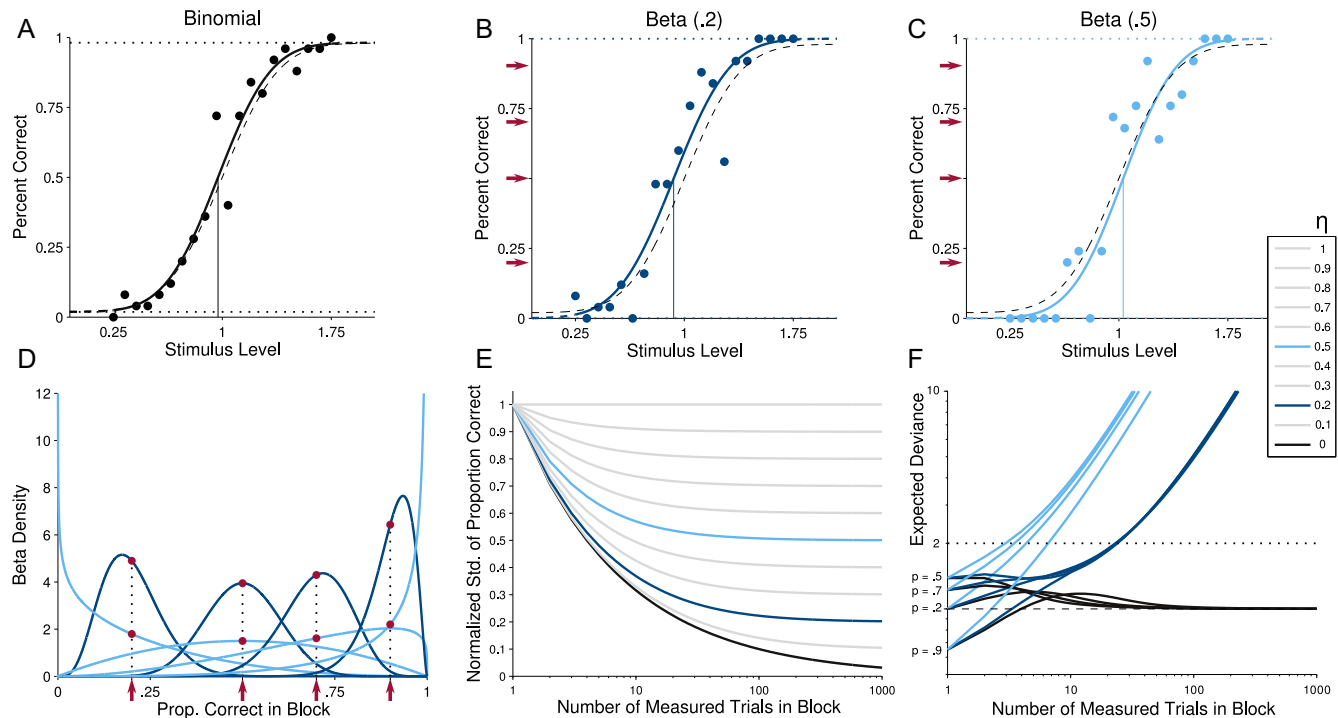 A
Binomial
Percent Correct
1
0.75
0.5
0.25
0
0.25
1
1.75
Stimulus Level
B
Beta (.2)
Percent Correct
1
0.75
0.5
0.25
0
0.25
1
1.75
Stimulus Level
C
Beta (.5)
Percent Correct
1
0.75
0.5
0.25
0
0.25
1
1.75
Stimulus Level
η
1
0.9
0.8
0.7
0.6
0.5
0.4
0.3
0.2
0.1
0
D
Beta Density
12
10
8
6
4
2
0
0
.25
.5
.75
1
Prop. Correct in Block
E
Normalized Std. of Proportion Correct
1
0.9
0.8
0.7
0.6
0.5
0.4
0.3
0.2
0.1
0
1
10
100
1000
Number of Measured Trials in Block
F
Expected Deviance
10
2
p = .5
p = .7
p = .2
p = .9
1
10
100
1000
Number of Measured Trials in Block